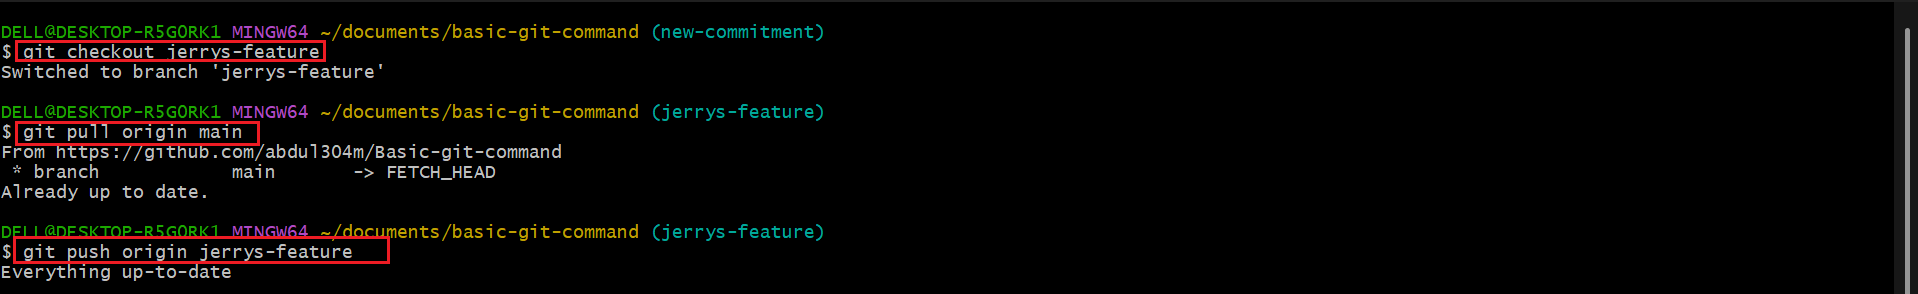 DELL@DESKTOP-R5G0RK1 MINGW64 ~/documents/basic-git-command (new-commitment)
$ git checkout jerrys-feature
Switched to branch 'jerrys-feature'
DELL@DESKTOP-R5G0RK1 MINGW64 ~/documents/basic-git-command (jerrys-feature)
$ git pull origin main
From https://github.com/abdul304m/Basic-git-command
 * branch            main       -> FETCH_HEAD
Already up to date.
DELL@DESKTOP-R5G0RK1 MINGW64 ~/documents/basic-git-command (jerrys-feature)
$ git push origin jerrys-feature
Everything up-to-date